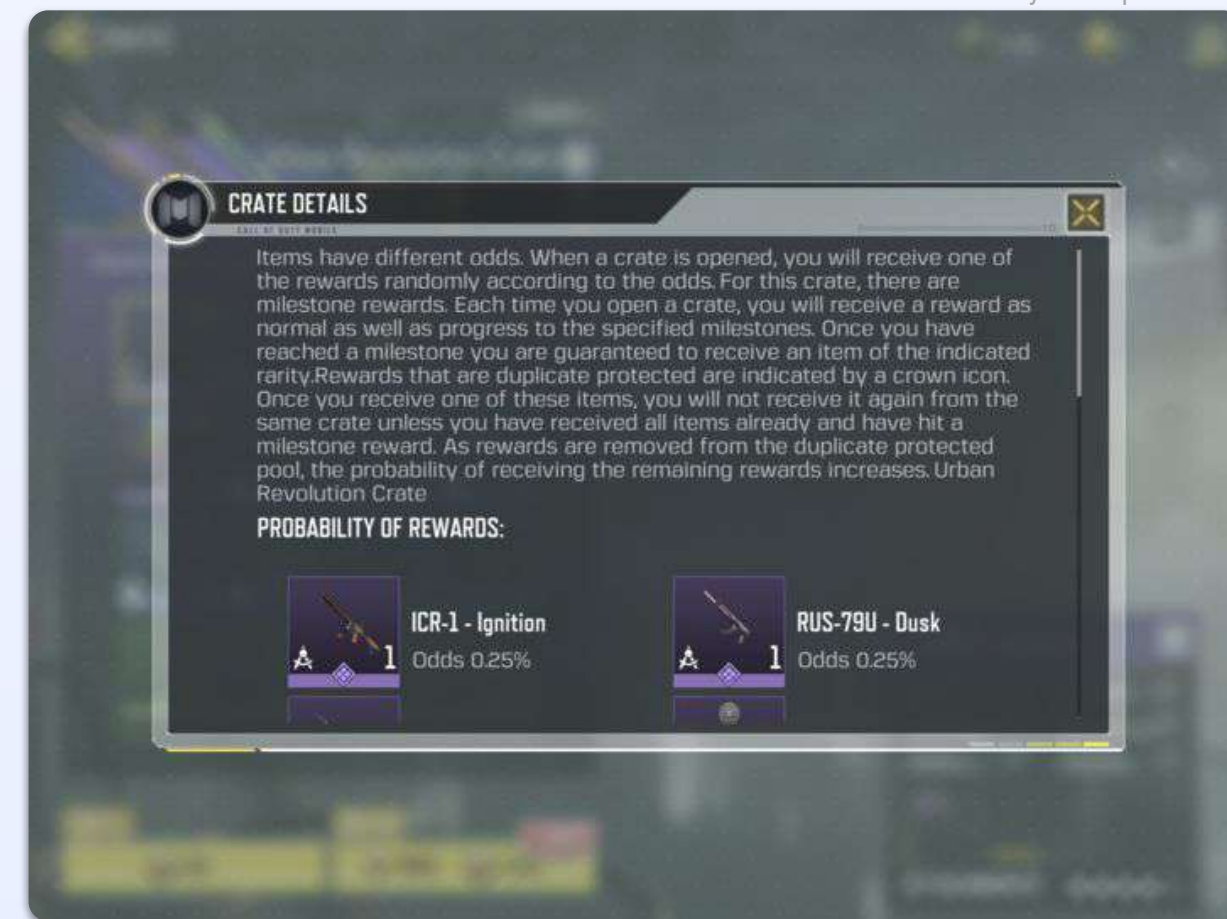 CRATE DETAILS
CALL OF DUTY MOBILE
Items have different odds. When a crate is opened, you will receive one of
the rewards randomly according to the odds. For this crate, there are
milestone rewards. Each time you open a crate, you will receive a reward as
normal as well as progress to the specified milestones. Once you have
reached a milestone you are guaranteed to receive an item of the indicated
rarity.Rewards that are duplicate protected are indicated by a crown icon.
Once you receive one of these items, you will not receive it again from the
same crate unless you have received all items already and have hit a
milestone reward. As rewards are removed from the duplicate protected
pool, the probability of receiving the remaining rewards increases. Urban
Revolution Crate
PROBABILITY OF REWARDS:
ICR-1 - Ignition
1
Odds 0.25%
RUS-79U - Dusk
1
Odds 0.25%